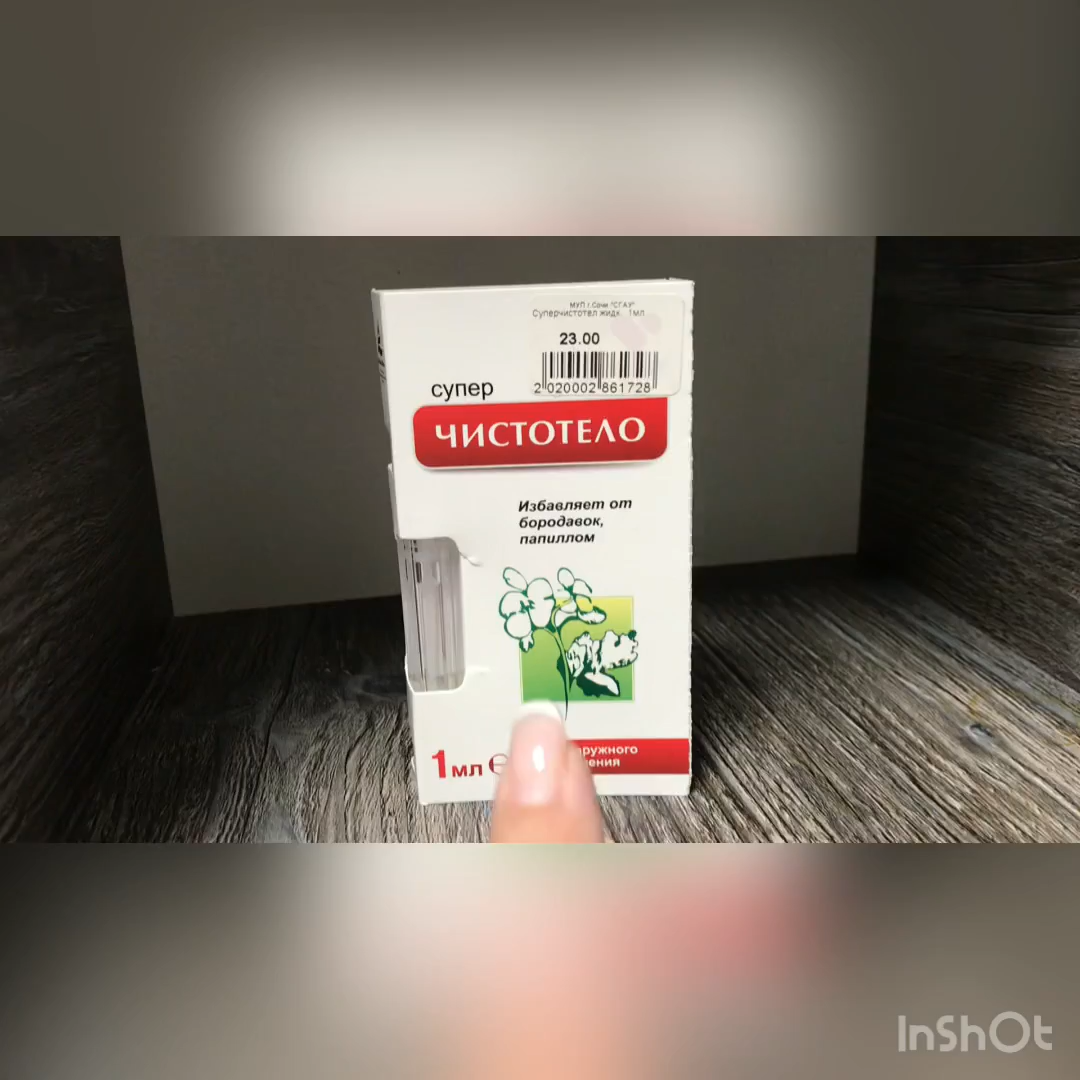 МУП г.Сочи "СГАУ"
Суперчистотел жидк. 1мл
23.00
2 020002 861728
супер
ЧИСТОТЕЛО
Избавляет от
бородавок,
папиллом
1мл
InShOt